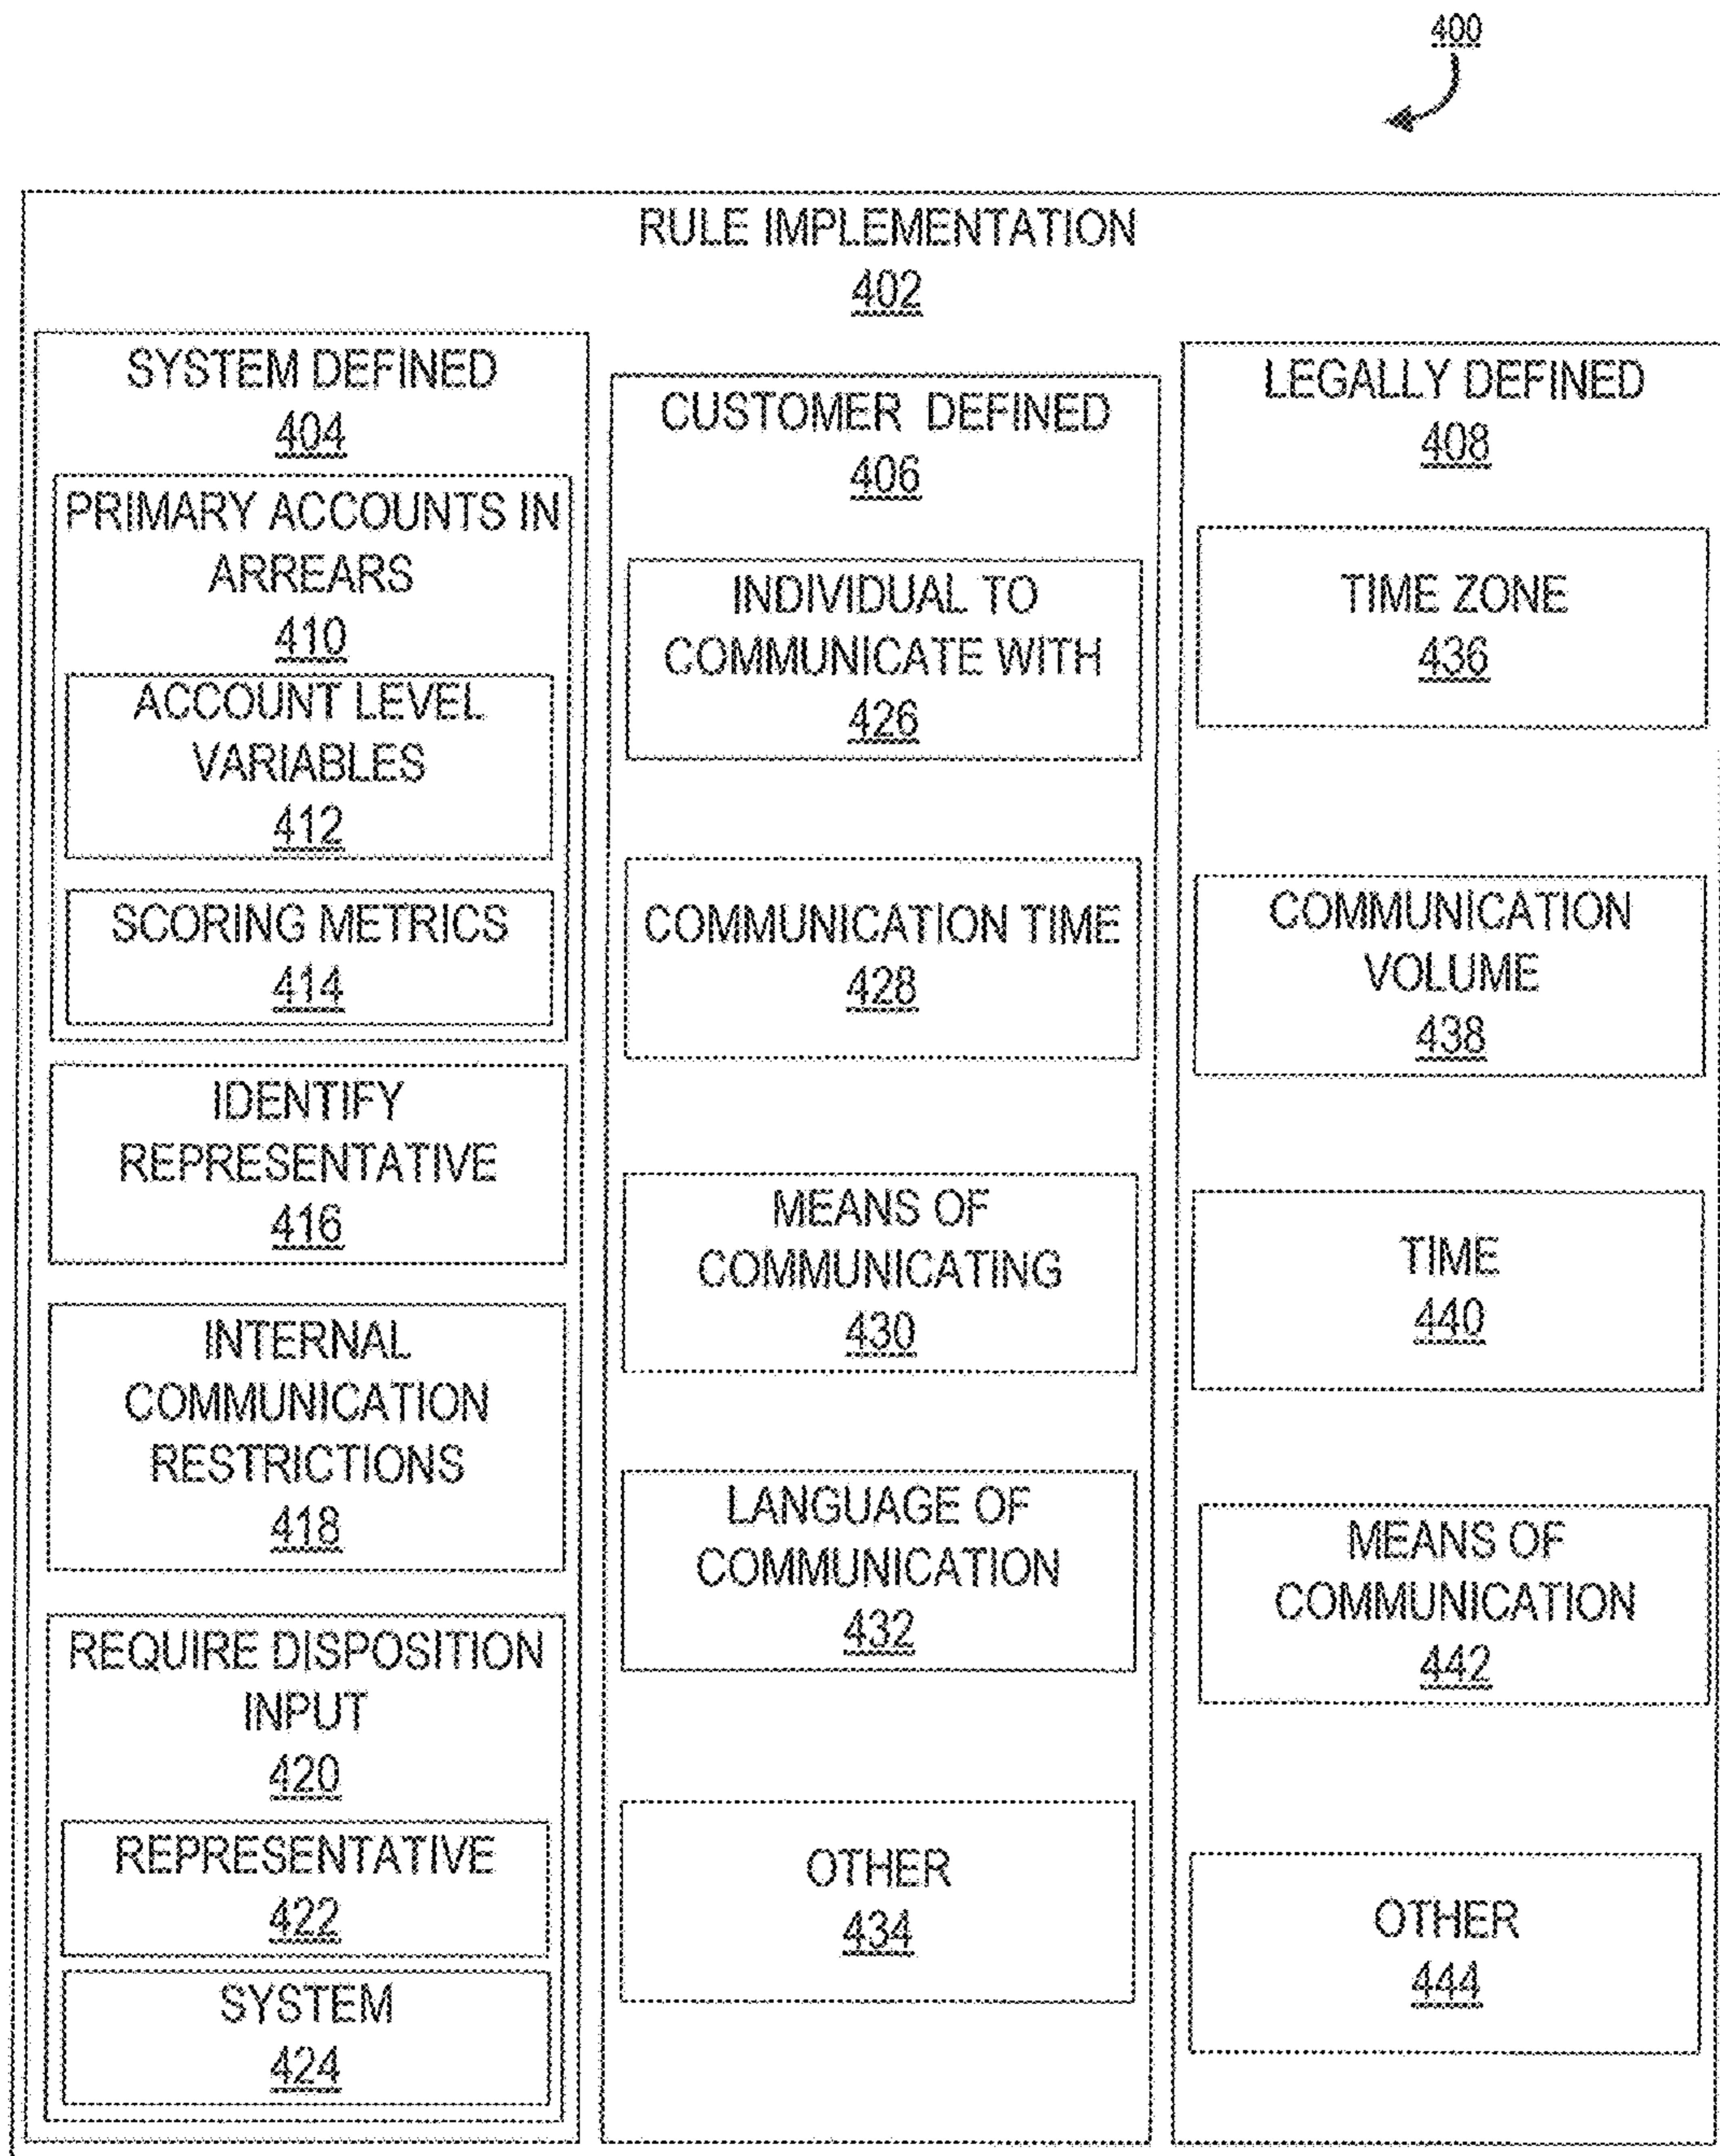 400
RULE IMPLEMENTATION
402
SYSTEM DEFINED
404
PRIMARY ACCOUNTS IN
ARREARS
410
ACCOUNT LEVEL
VARIABLES
412
SCORING METRICS
414
IDENTIFY
REPRESENTATIVE
416
INTERNAL
COMMUNICATION
RESTRICTIONS
418
REQUIRE DISPOSITION
INPUT
420
REPRESENTATIVE
422
SYSTEM
424
CUSTOMER DEFINED
406
INDIVIDUAL TO
COMMUNICATE WITH
426
COMMUNICATION TIME
428
MEANS OF
COMMUNICATING
430
LANGUAGE OF
COMMUNICATION
432
OTHER
434
LEGALLY DEFINED
408
TIME ZONE
436
COMMUNICATION
VOLUME
438
TIME
440
MEANS OF
COMMUNICATION
442
OTHER
444